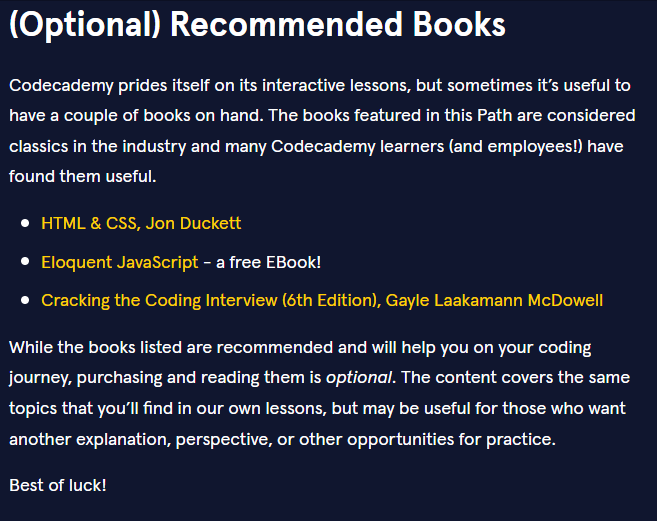 (Optional) Recommended Books
Codecademy prides itself on its interactive lessons, but sometimes it’s useful to
have a couple of books on hand. The books featured in this Path are considered
classics in the industry and many Codecademy learners (and employees!) have
found them useful.
• HTML & CSS, Jon Duckett
• Eloquent JavaScript - a free EBook!
• Cracking the Coding Interview (6th Edition), Gayle Laakamann McDowell
While the books listed are recommended and will help you on your coding
journey, purchasing and reading them is optional. The content covers the same
topics that you’ll find in our own lessons, but may be useful for those who want
another explanation, perspective, or other opportunities for practice.
Best of luck!